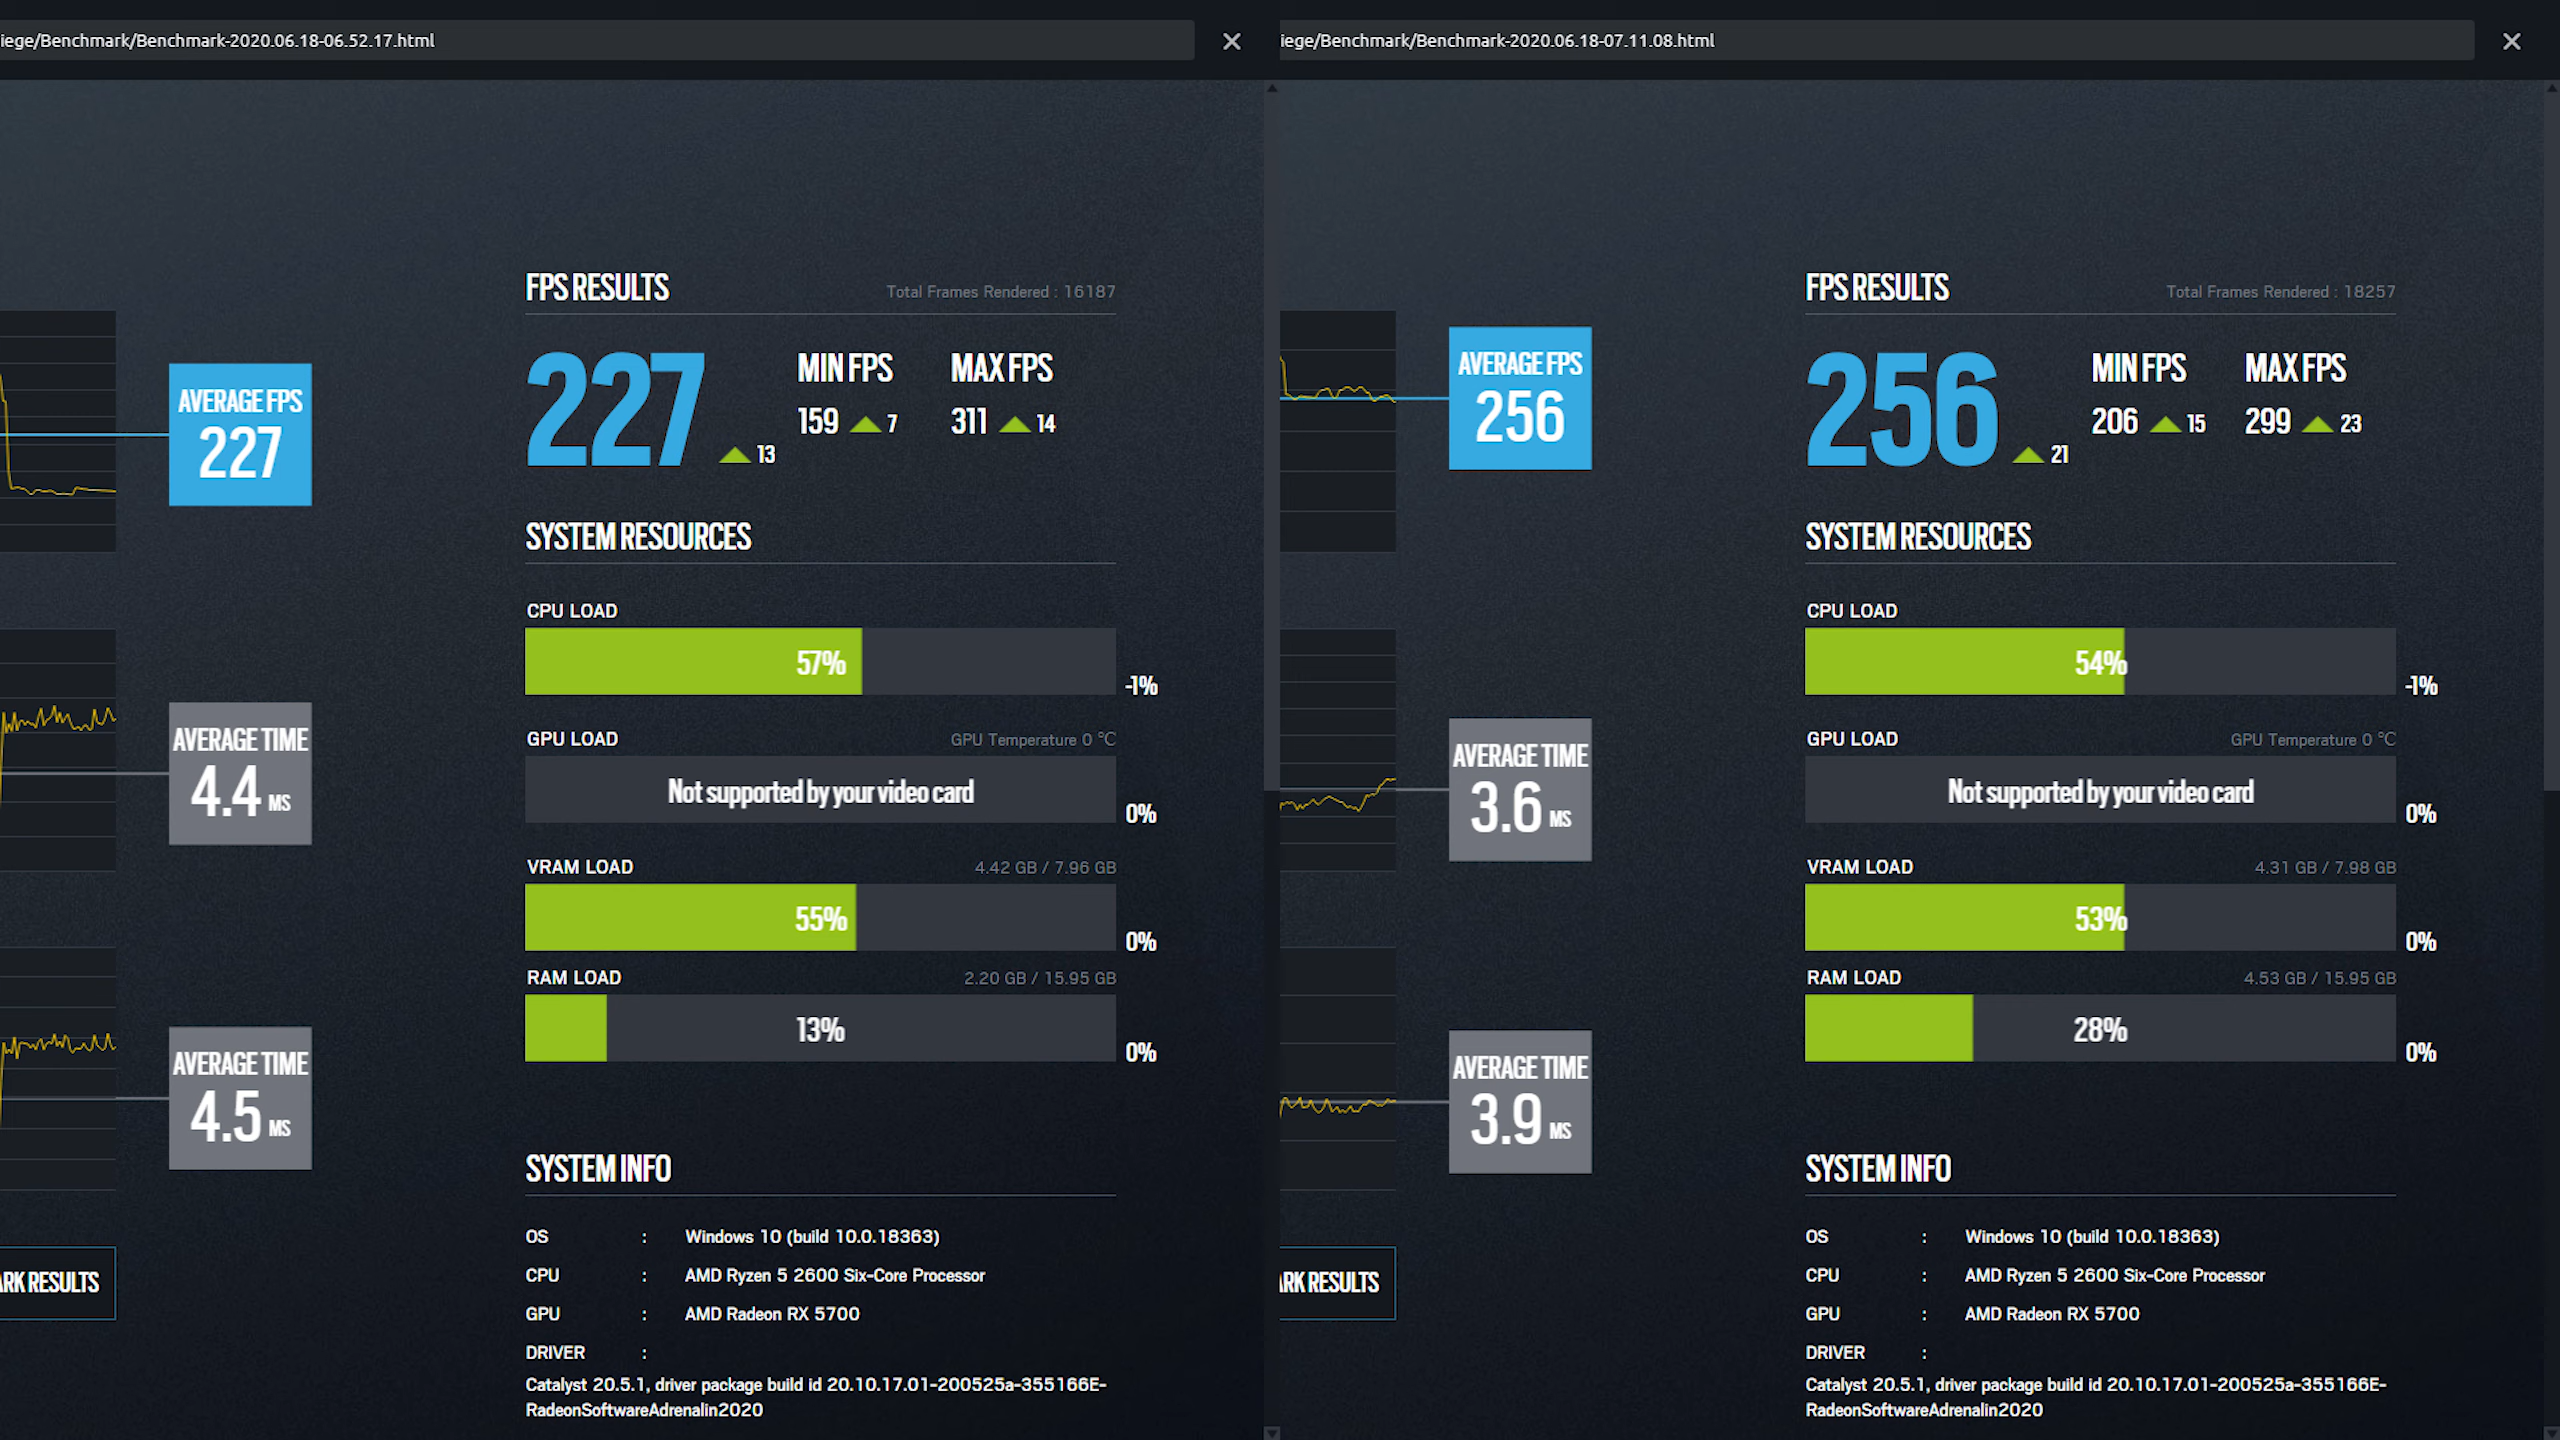 iege/Benchmark/Benchmark-2020.06.18-06.52.17.html
AVERAGE FPS
227
AVERAGE TIME
4.4 MS
AVERAGE TIME
4.5 MS
ARK RESULTS
FPS RESULTS
Total Frames Rendered : 16187
227
13
MIN FPS
159 7
MAX FPS
311 14
SYSTEM RESOURCES
CPU LOAD
57%
-1%
GPU LOAD
GPU Temperature 0 °C
Not supported by your video card
0%
VRAM LOAD
4.42 GB / 7.96 GB
55%
0%
RAM LOAD
2.20 GB / 15.95 GB
13%
0%
SYSTEM INFO
OS : Windows 10 (build 10.0.18363)
CPU : AMD Ryzen 5 2600 Six-Core Processor
GPU : AMD Radeon RX 5700
DRIVER :
Catalyst 20.5.1, driver package build id 20.10.17.01-200525a-355166E-
RadeonSoftwareAdrenalin2020
iege/Benchmark/Benchmark-2020.06.18-07.11.08.html
AVERAGE FPS
256
AVERAGE TIME
3.6 MS
AVERAGE TIME
3.9 MS
ARK RESULTS
FPS RESULTS
Total Frames Rendered : 18257
256
21
MIN FPS
206 15
MAX FPS
299 23
SYSTEM RESOURCES
CPU LOAD
54%
-1%
GPU LOAD
GPU Temperature 0 °C
Not supported by your video card
0%
VRAM LOAD
4.31 GB / 7.98 GB
53%
0%
RAM LOAD
4.53 GB / 15.95 GB
28%
0%
SYSTEM INFO
OS : Windows 10 (build 10.0.18363)
CPU : AMD Ryzen 5 2600 Six-Core Processor
GPU : AMD Radeon RX 5700
DRIVER :
Catalyst 20.5.1, driver package build id 20.10.17.01-200525a-355166E-
RadeonSoftwareAdrenalin2020